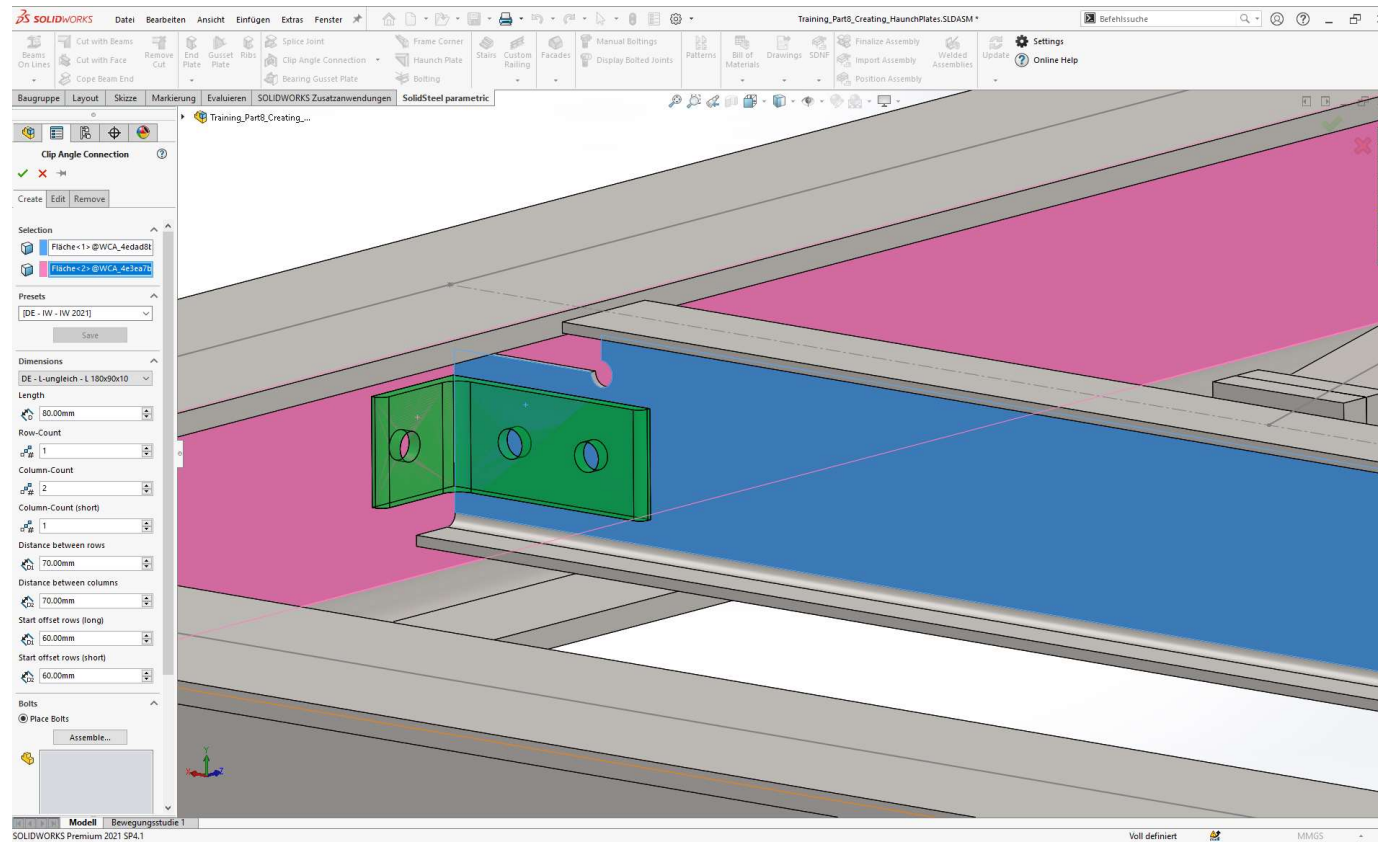 SOLIDWORKS Datei Bearbeiten Ansicht Einfügen Extras Fenster Training_Part8_Creating_HaunchPlates.SLDASM * Befehlssuche
Beams On Lines Cut with Beams Cut with Face Cope Beam End Remove Cut End Plate Gusset Plate Ribs Splice Joint Clip Angle Connection Bearing Gusset Plate Frame Corner Haunch Plate Bolting Stairs Custom Railing Facades Manual Boltings Display Bolted Joints Patterns Bill of Materials Drawings SDNF Finalize Assembly Import Assembly Position Assembly Welded Assemblies Update Settings Online Help
Baugruppe Layout Skizze Markierung Evaluieren SOLIDWORKS Zusatzanwendungen SolidSteel parametric
Training_Part8_Creating_...
Clip Angle Connection
Create Edit Remove
Selection
Fläche<1>@WCA_4edad8b
Fläche<2>@WCA_4e3ea7b
Presets
[DE - IW - IW 2021]
Save
Dimensions
DE - L-ungleich - L 180x90x10
Length
80.00mm
Row-Count
1
Column-Count
2
Column-Count (short)
1
Distance between rows
70.00mm
Distance between columns
70.00mm
Start offset rows (long)
60.00mm
Start offset rows (short)
60.00mm
Bolts
Place Bolts
Assemble...
Y
X Z
Modell Bewegungsstudie 1
SOLIDWORKS Premium 2021 SP4.1 Voll definiert MMGS